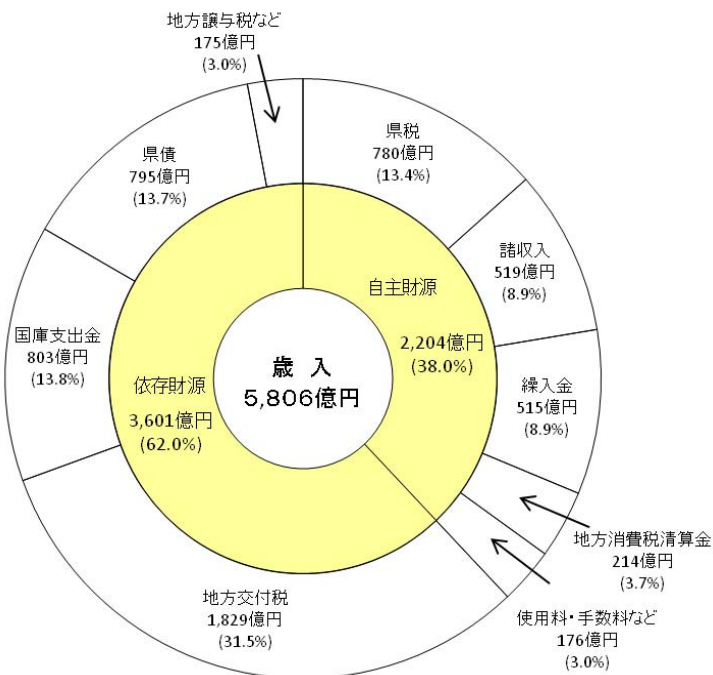 地方譲与税など
175億円
(3.0%)
県税
780億円
(13.4%)
諸収入
519億円
(8.9%)
繰入金
515億円
(8.9%)
地方消費税清算金
214億円
(3.7%)
使用料・手数料など
176億円
(3.0%)
地方交付税
1,829億円
(31.5%)
国庫支出金
803億円
(13.8%)
県債
795億円
(13.7%)
自主財源
2,204億円
(38.0%)
依存財源
3,601億円
(62.0%)
歳 入
5,806億円